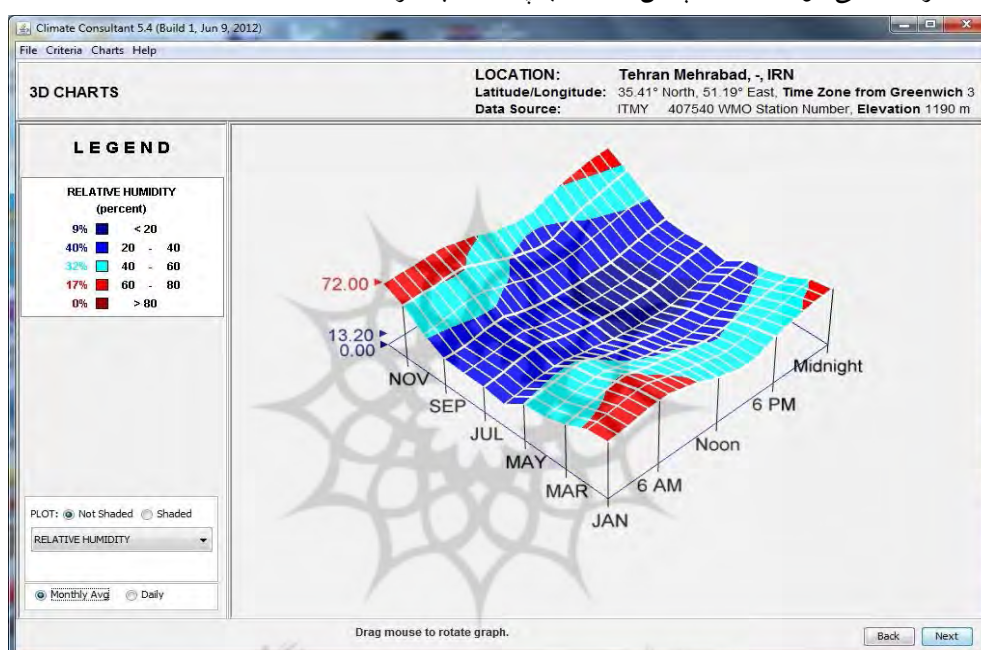 Climate Consultant 5.4 (Build 1, Jun 9, 2012)
File Criteria Charts Help
3D CHARTS
LOCATION: Tehran Mehrabad, -, IRN
Latitude/Longitude: 35.41° North, 51.19° East, Time Zone from Greenwich 3
Data Source: ITMY 407540 WMO Station Number, Elevation 1190 m
LEGEND
RELATIVE HUMIDITY
(percent)
9% < 20
40% 20 - 40
32% 40 - 60
17% 60 - 80
0% > 80
72.00
13.20
0.00
NOV
SEP
JUL
MAY
MAR
JAN
6 AM
Noon
6 PM
Midnight
PLOT: Not Shaded Shaded
RELATIVE HUMIDITY
Monthly Avg Daily
Drag mouse to rotate graph.
Back Next